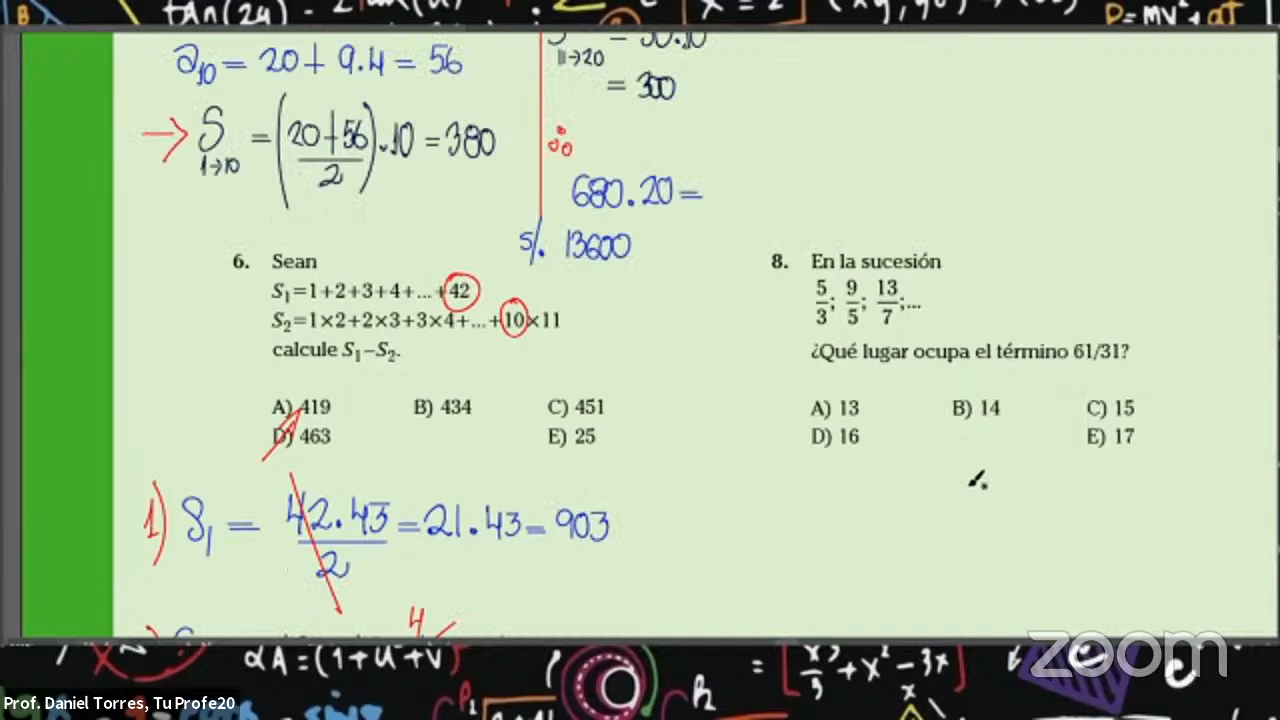 a₁₀ = 20 + 9.4 = 56
S 1→10 = (20+56 / 2).10 = 380
11→20
= 300
680.20 =
S/. 13600
6. Sean
S₁=1+2+3+4+...+42
S₂=1×2+2×3+3×4+...+10×11
calcule S₁–S₂.
A) 419 B) 434 C) 451
D) 463 E) 25
1) S₁ = 42.43 / 2 = 21.43 = 903
4
8. En la sucesión
5/3; 9/5; 13/7;...
¿Qué lugar ocupa el término 61/31?
A) 13 B) 14 C) 15
D) 16 E) 17
zoom
Prof. Daniel Torres, Tu Profe20